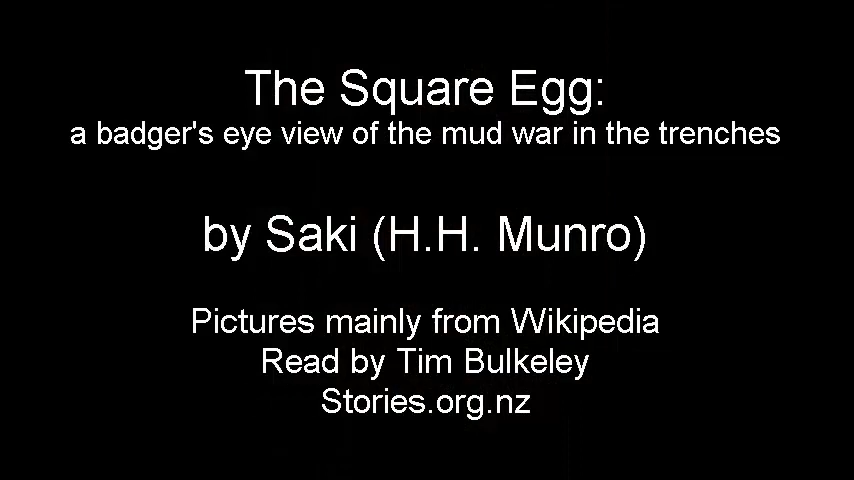 The Square Egg:
a badger's eye view of the mud war in the trenches
by Saki (H.H. Munro)
Pictures mainly from Wikipedia
Read by Tim Bulkeley
Stories.org.nz